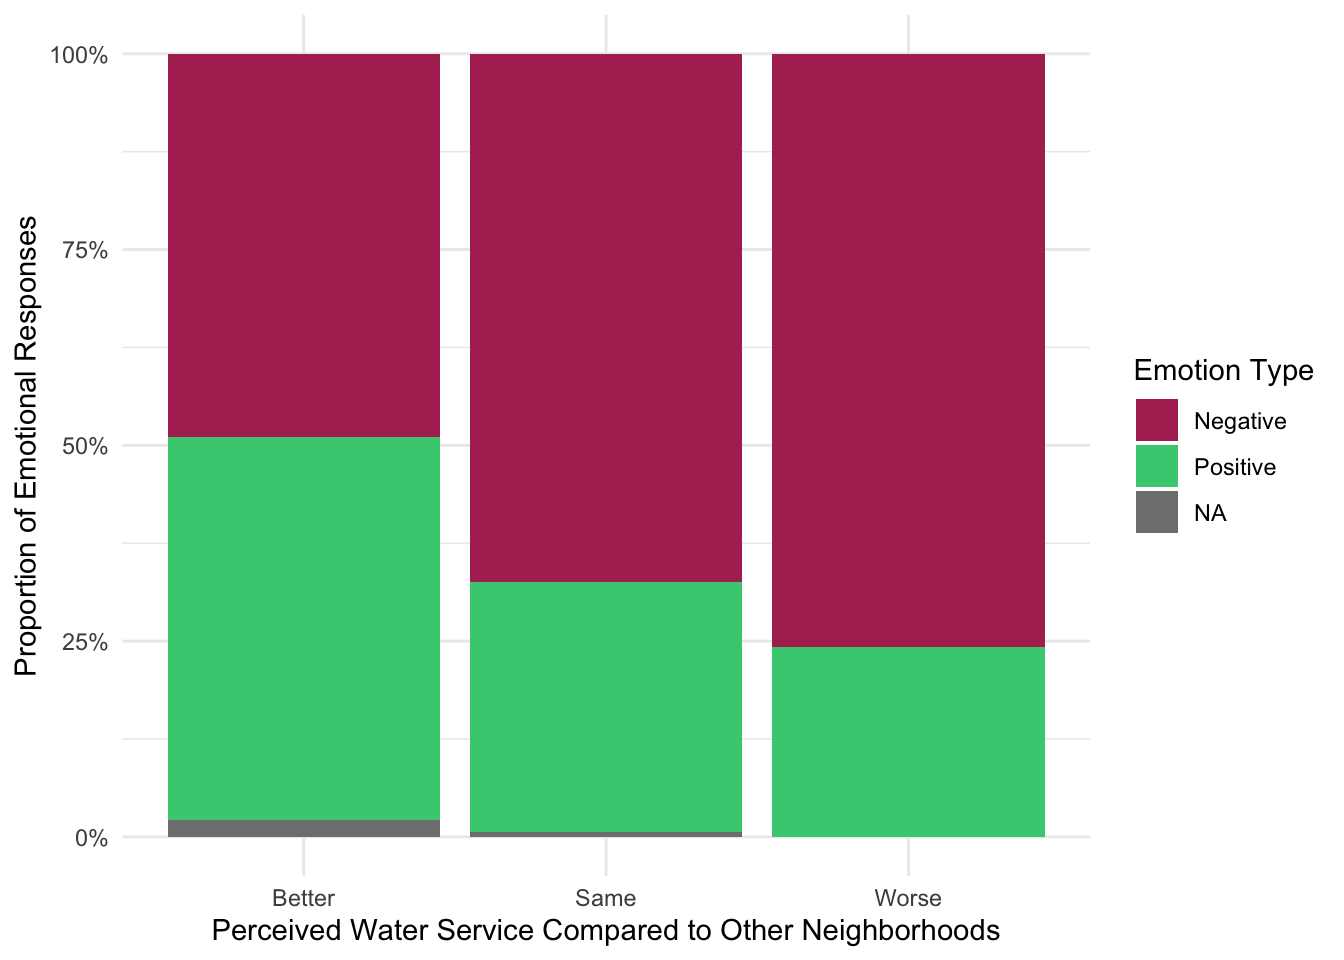 Proportion of Emotional Responses
100%
75%
50%
25%
0%
Better Same Worse
Perceived Water Service Compared to Other Neighborhoods
Emotion Type
Negative
Positive
NA